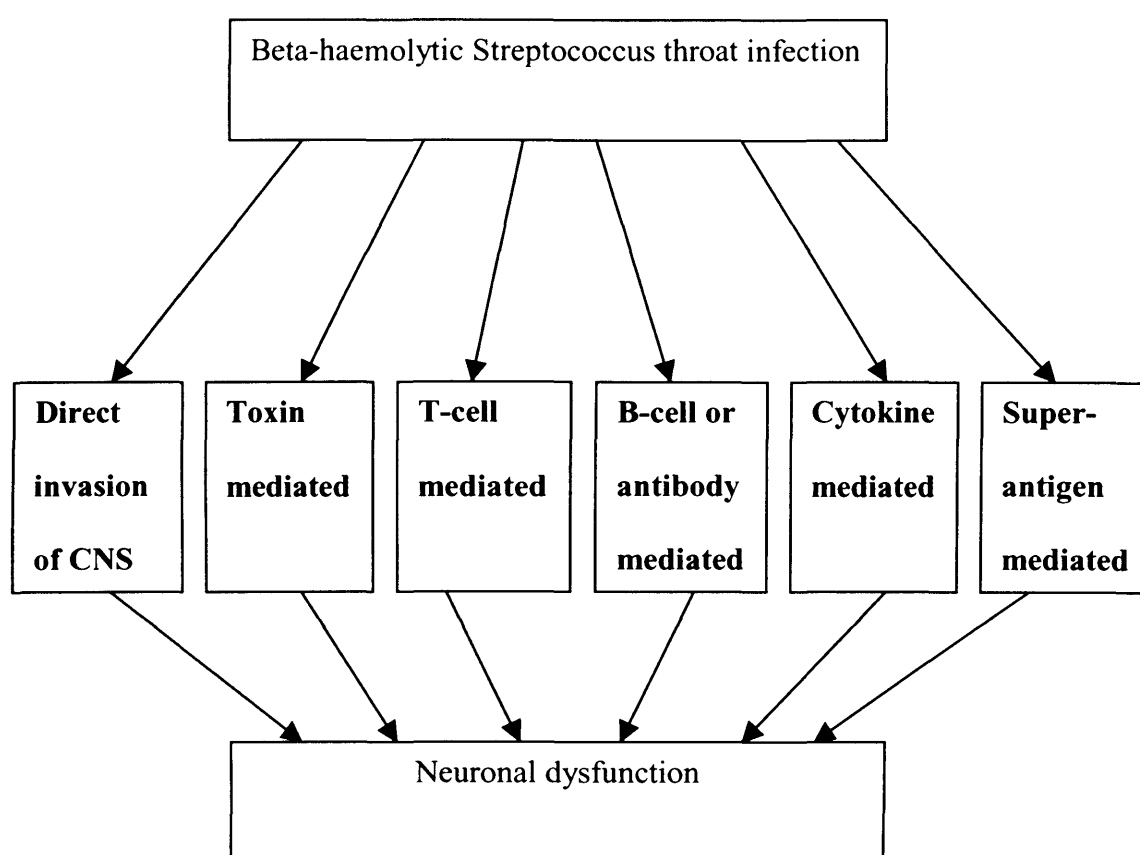 Beta-haemolytic Streptococcus throat infection
Direct
invasion
of CNS
Toxin
mediated
T-cell
mediated
B-cell or
antibody
mediated
Cytokine
mediated
Super-
antigen
mediated
Neuronal dysfunction